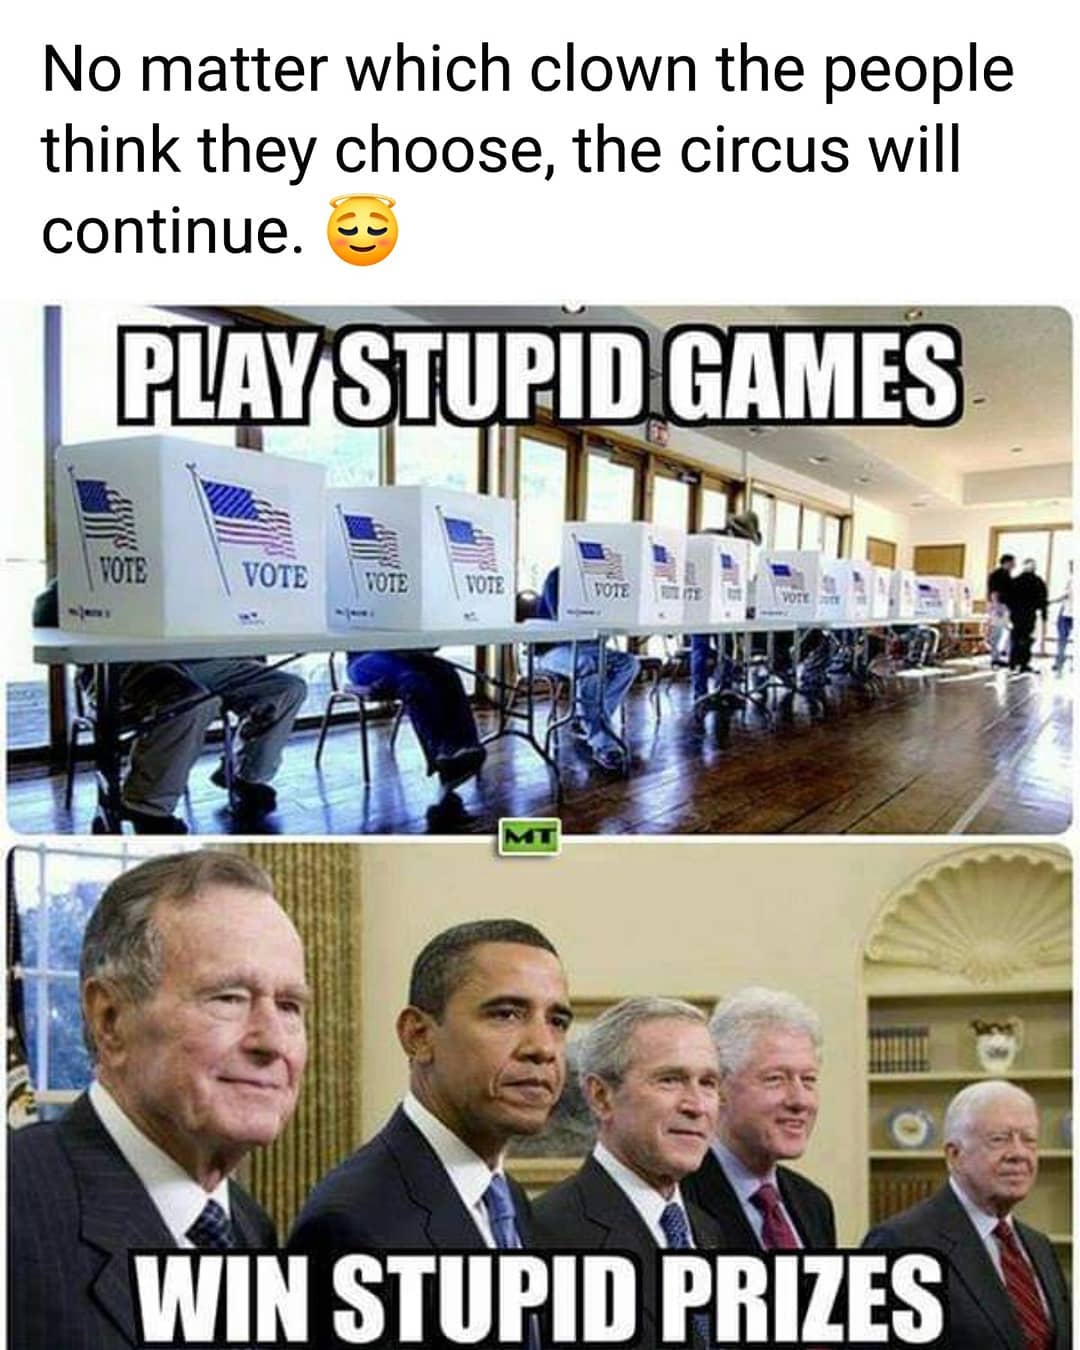 No matter which clown the people
think they choose, the circus will
continue. 😇
PLAY STUPID GAMES
VOTE
VOTE
VOTE
VOTE
VOTE
VOTE
MT
WIN STUPID PRIZES